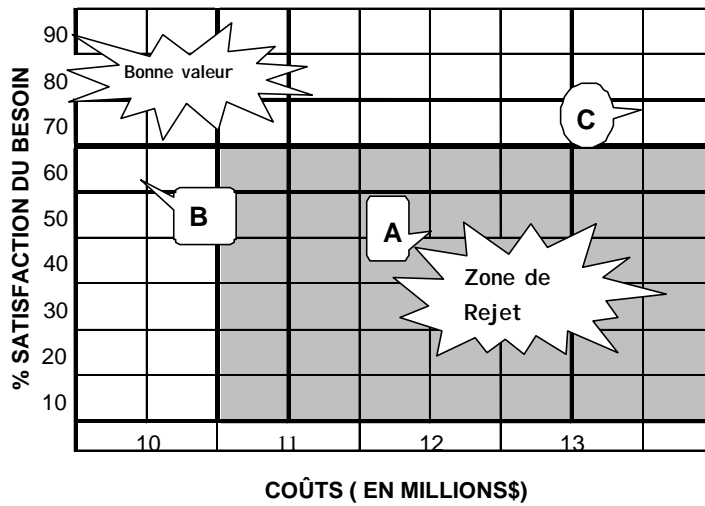 % SATISFACTION DU BESOIN
90
80
70
60
50
40
30
20
10
Bonne valeur
C
B
A
Zone de
Rejet
10 11 12 13
COÛTS ( EN MILLIONS$)